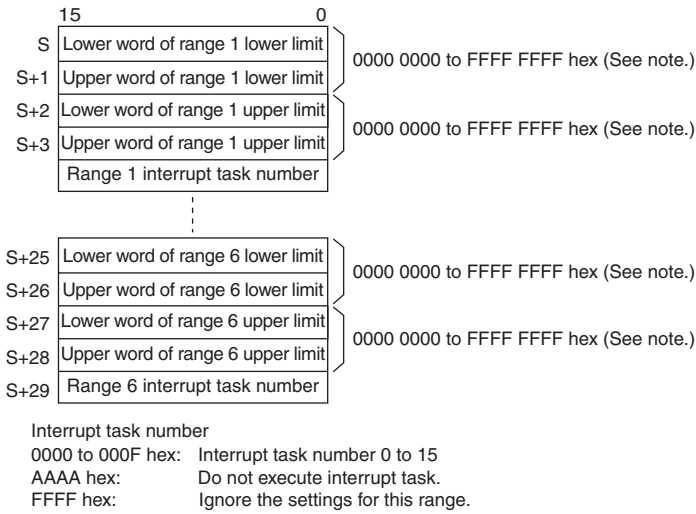 15 0
S Lower word of range 1 lower limit
S+1 Upper word of range 1 lower limit
0000 0000 to FFFF FFFF hex (See note.)
S+2 Lower word of range 1 upper limit
S+3 Upper word of range 1 upper limit
0000 0000 to FFFF FFFF hex (See note.)
Range 1 interrupt task number
S+25 Lower word of range 6 lower limit
S+26 Upper word of range 6 lower limit
0000 0000 to FFFF FFFF hex (See note.)
S+27 Lower word of range 6 upper limit
S+28 Upper word of range 6 upper limit
0000 0000 to FFFF FFFF hex (See note.)
S+29 Range 6 interrupt task number
Interrupt task number
0000 to 000F hex: Interrupt task number 0 to 15
AAAA hex: Do not execute interrupt task.
FFFF hex: Ignore the settings for this range.